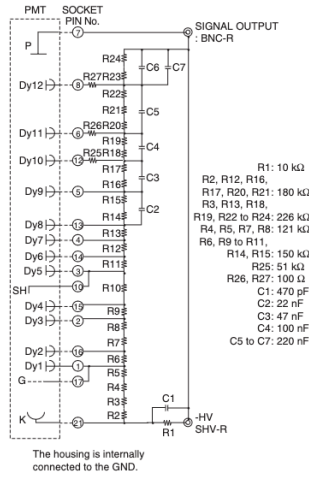 PMT SOCKET
PIN No.
SIGNAL OUTPUT
: BNC-R
7
P
R24
C6 C7
R23
Dy12 8 R27
R22
R21
C5
R20
Dy11 6 R26
R19
C4
R18
Dy10 12 R25
R17
R16
C3
Dy9 5
R15
R14
C2
Dy8 13
R13
Dy7 4
R12
Dy6 14
R11
Dy5 3
SH 10
R10
Dy4 15
R9
Dy3 2
R8
R7
Dy2 16
R6
Dy1 1
R5
G 17
R4
R3
C1
R2
K 21
R1
-HV
SHV-R
R1: 10 kΩ
R2, R12, R16,
R17, R20, R21: 180 kΩ
R3, R13, R18,
R19, R22 to R24: 226 kΩ
R4, R5, R7, R8: 121 kΩ
R6, R9 to R11,
R14, R15: 150 kΩ
R25: 51 kΩ
R26, R27: 100 Ω
C1: 470 pF
C2: 22 nF
C3: 47 nF
C4: 100 nF
C5 to C7: 220 nF
The housing is internally
connected to the GND.